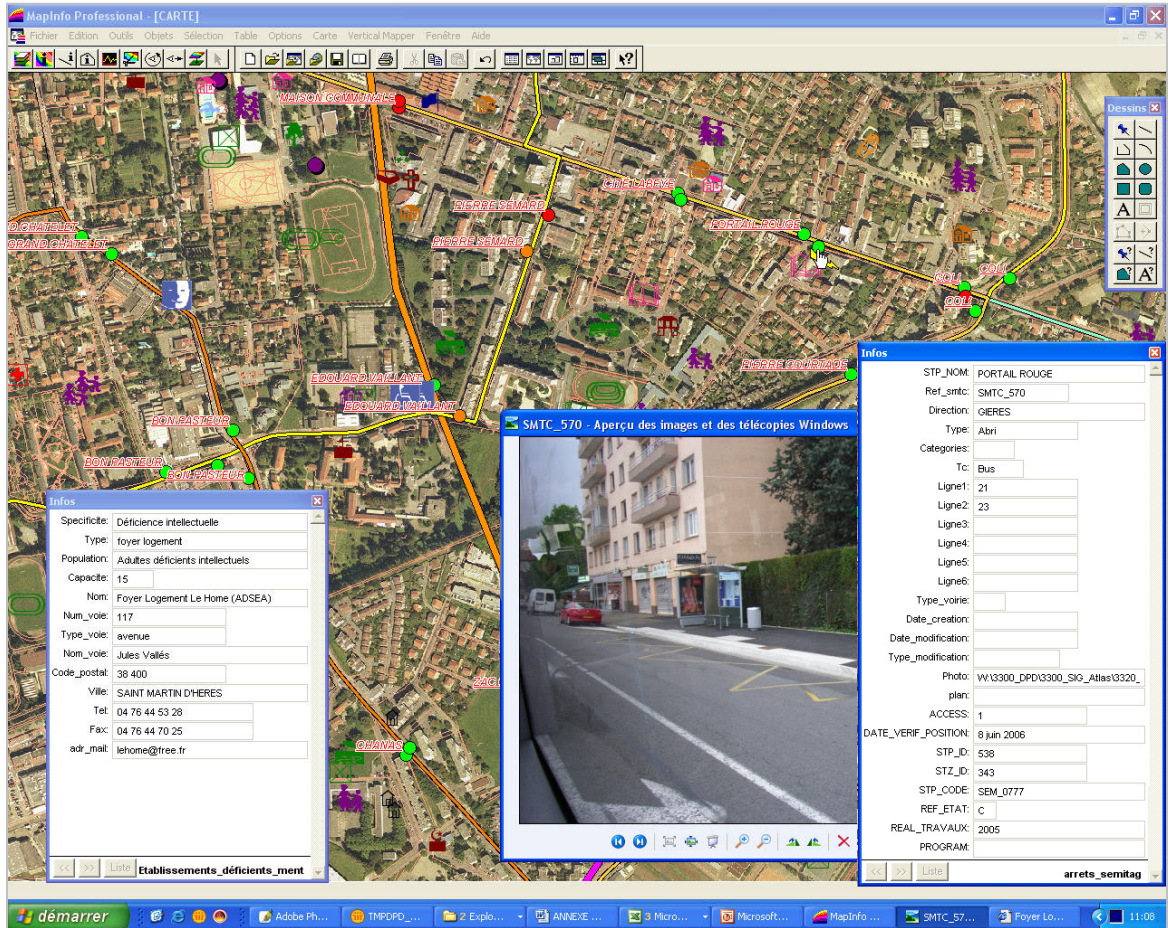 MapInfo Professional - [CARTE]
Fichier Edition Outils Objets Sélection Table Options Carte Vertical Mapper Fenêtre Aide
Dessins
MAISON COMMUNALE
CITÉ LABEYE
PIERRE SEMARD
PORTAIL ROUGE
D CHATELET
GRAND CHATELET
PIERRE SEMARD
COLI
COLI
COLI
PIERRE COURTADE
EDOUARD VAILLANT
EDOUARD VAILLANT
BON PASTEUR
BON PASTEUR
BON PASTEUR
ZAC
CHANAS
Infos
Specificite: Déficience intellectuelle
Type: foyer logement
Population: Adultes déficients intellectuels
Capacite: 15
Nom: Foyer Logement Le Home (ADSEA)
Num_voie: 117
Type_voie: avenue
Nom_voie: Jules Vallés
Code_postal: 38 400
Ville: SAINT MARTIN D'HERES
Tel: 04 76 44 53 28
Fax: 04 76 44 70 25
adr_mail: lehome@free.fr
<< >> Liste Etablissements_déficients_ment
SMTC_570 - Aperçu des images et des télécopies Windows
Infos
STP_NOM: PORTAIL ROUGE
Ref_smtc: SMTC_570
Direction: GIERES
Type: Abri
Categories:
Tc: Bus
Ligne1: 21
Ligne2: 23
Ligne3:
Ligne4:
Ligne5:
Ligne6:
Type_voirie:
Date_creation:
Date_modification:
Type_modification:
Photo: W:\3300_DPD\3300_SIG_Atlas\3320_
plan:
ACCESS: 1
DATE_VERIF_POSITION: 8 juin 2006
STP_ID: 538
STZ_ID: 343
STP_CODE: SEM_0777
REF_ETAT: C
REAL_TRAVAUX: 2005
PROGRAM:
<< >> Liste arrets_semitag
démarrer
Adobe Ph...
TMPDPD_...
2 Explo...
ANNEXE ...
3 Micro...
Microsoft...
MapInfo ...
SMTC_57...
Foyer Lo...
11:08